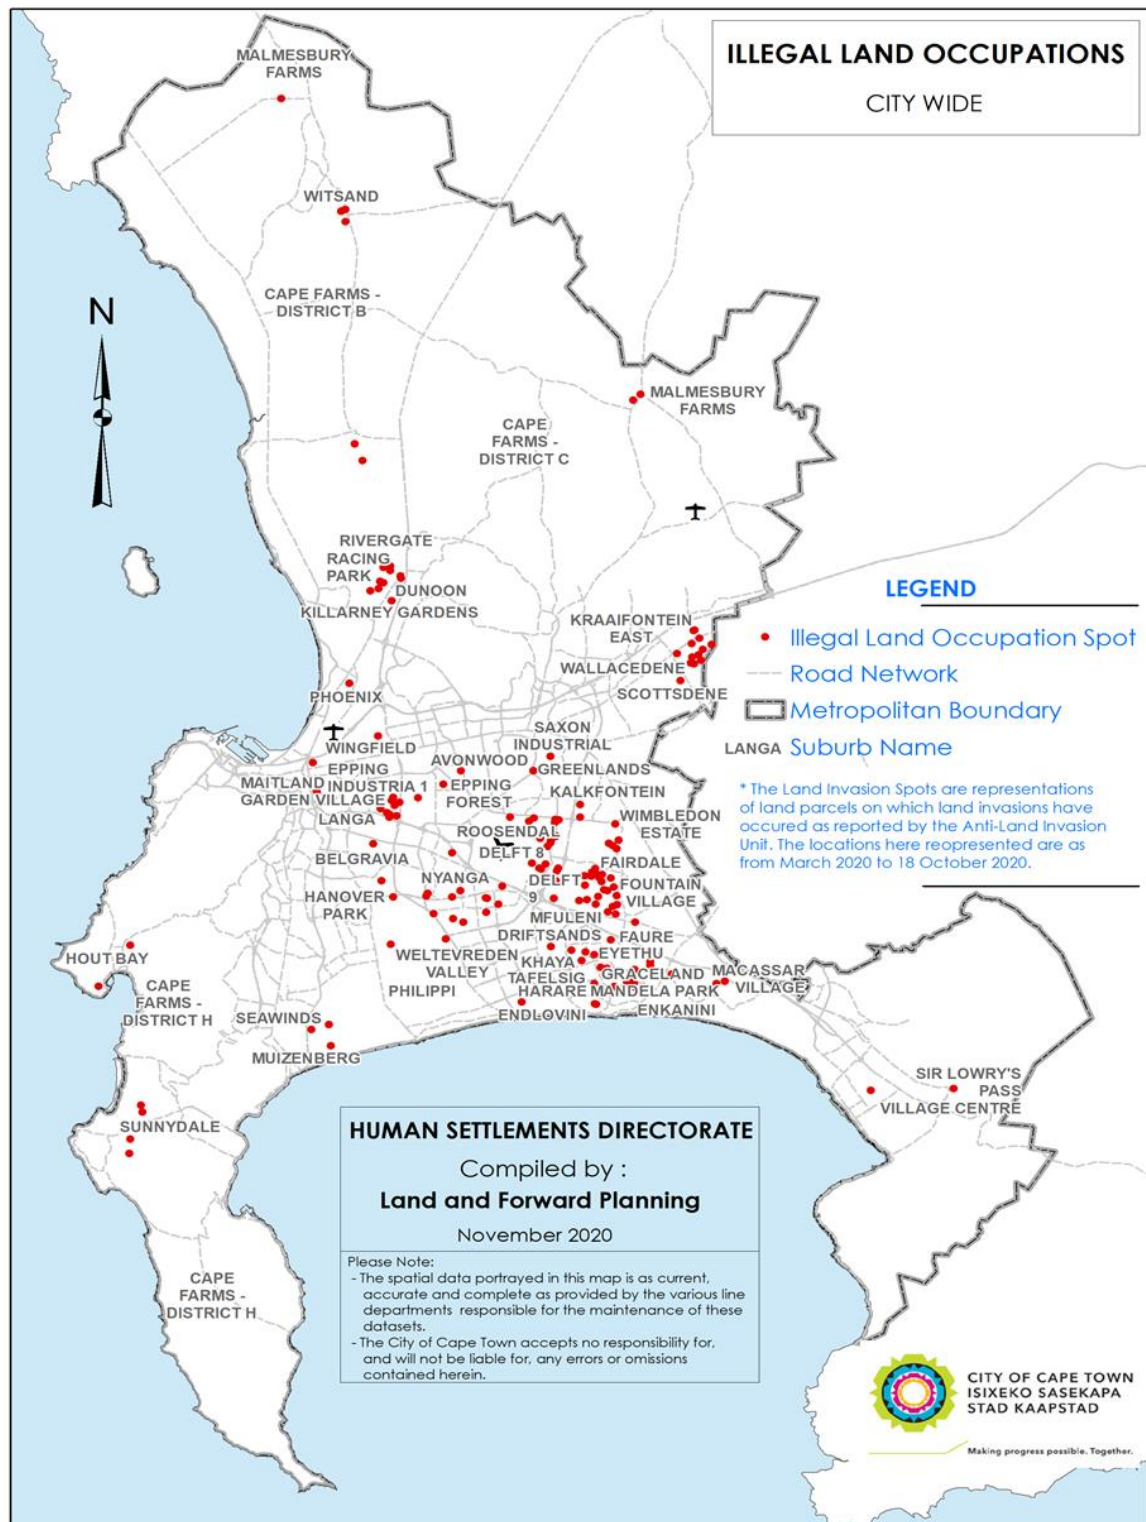 ILLEGAL LAND OCCUPATIONS
CITY WIDE
MALMESBURY
FARMS
WITSAND
CAPE FARMS -
DISTRICT B
N
MALMESBURY
FARMS
CAPE
FARMS -
DISTRICT C
RIVERGATE
RACING
PARK
DUNOON
KILLARNEY GARDENS
KRAAIFONTEIN
EAST
WALLACEDENE
SCOTTSDENE
PHOENIX
WINGFIELD
SAXON
INDUSTRIAL
AVONWOOD
GREENLANDS
EPPING
INDUSTRIA 1
MAITLAND
GARDEN VILLAGE
EPPING
FOREST
KALKFONTEIN
LANGA
WIMBLEDON
ESTATE
ROOSENDAL
DELFT 8
BELGRAVIA
FAIRDALE
NYANGA
DELFT
9
FOUNTAIN
VILLAGE
HANOVER
PARK
MFULENI
DRIFTSANDS
FAURE
HOUT BAY
WELTEVREDEN
VALLEY
KHAYA
EYETHU
TAFELSIG
GRACELAND
MACASSAR
VILLAGE
CAPE
FARMS -
DISTRICT H
PHILIPPI
HARARE
MANDELA PARK
SEAWINDS
ENDLOVINI
ENKANINI
MUIZENBERG
SIR LOWRY'S
PASS
VILLAGE CENTRE
SUNNYDALE
CAPE
FARMS -
DISTRICT H
LEGEND
Illegal Land Occupation Spot
Road Network
Metropolitan Boundary
LANGA Suburb Name
* The Land Invasion Spots are representations
of land parcels on which land invasions have
occured as reported by the Anti-Land Invasion
Unit. The locations here reopresented are as
from March 2020 to 18 October 2020.
HUMAN SETTLEMENTS DIRECTORATE
Compiled by :
Land and Forward Planning
November 2020
Please Note:
- The spatial data portrayed in this map is as current,
accurate and complete as provided by the various line
departments responsible for the maintenance of these
datasets.
- The City of Cape Town accepts no responsibility for,
and will not be liable for, any errors or omissions
contained herein.
CITY OF CAPE TOWN
ISIXEKO SASEKAPA
STAD KAAPSTAD
Making progress possible. Together.